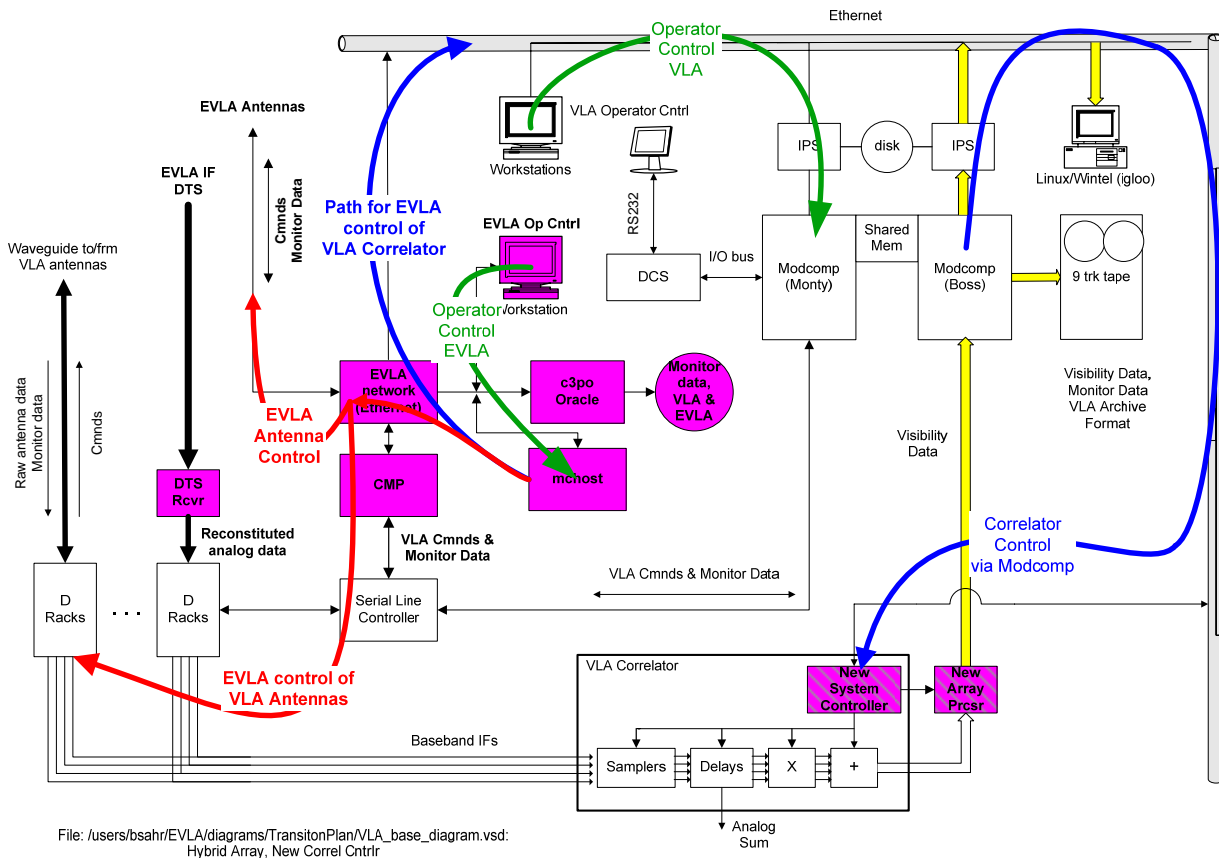 Ethernet
Operator
Control
VLA
EVLA Antennas
VLA Operator Cntrl
IPS
disk
IPS
Workstations
Linux/Wintel (igloo)
EVLA IF
DTS
Cmnds
Monitor Data
Path for EVLA
control of
VLA Correlator
EVLA Op Cntrl
RS232
Shared
Mem
Waveguide to/frm
VLA antennas
DCS
I/O bus
Modcomp
(Monty)
Modcomp
(Boss)
9 trk tape
Operator
Control
EVLA
Workstation
EVLA
network
(Ethernet)
c3po
Oracle
Monitor
data,
VLA &
EVLA
Visibility Data,
Monitor Data
VLA Archive
Format
Raw antenna data
Monitor data
Cmnds
EVLA
Antenna
Control
Visibility
Data
DTS
Rcvr
CMP
mchost
Reconstituted
analog data
VLA Cmnds &
Monitor Data
Correlator
Control
via Modcomp
VLA Cmnds & Monitor Data
D
Racks
. . .
D
Racks
Serial Line
Controller
EVLA control of
VLA Antennas
VLA Correlator
New
System
Controller
New
Array
Prcsr
Baseband IFs
Samplers
Delays
X
+
Analog
Sum
File: /users/bsahr/EVLA/diagrams/TransitonPlan/VLA_base_diagram.vsd:
Hybrid Array, New Correl Cntrlr